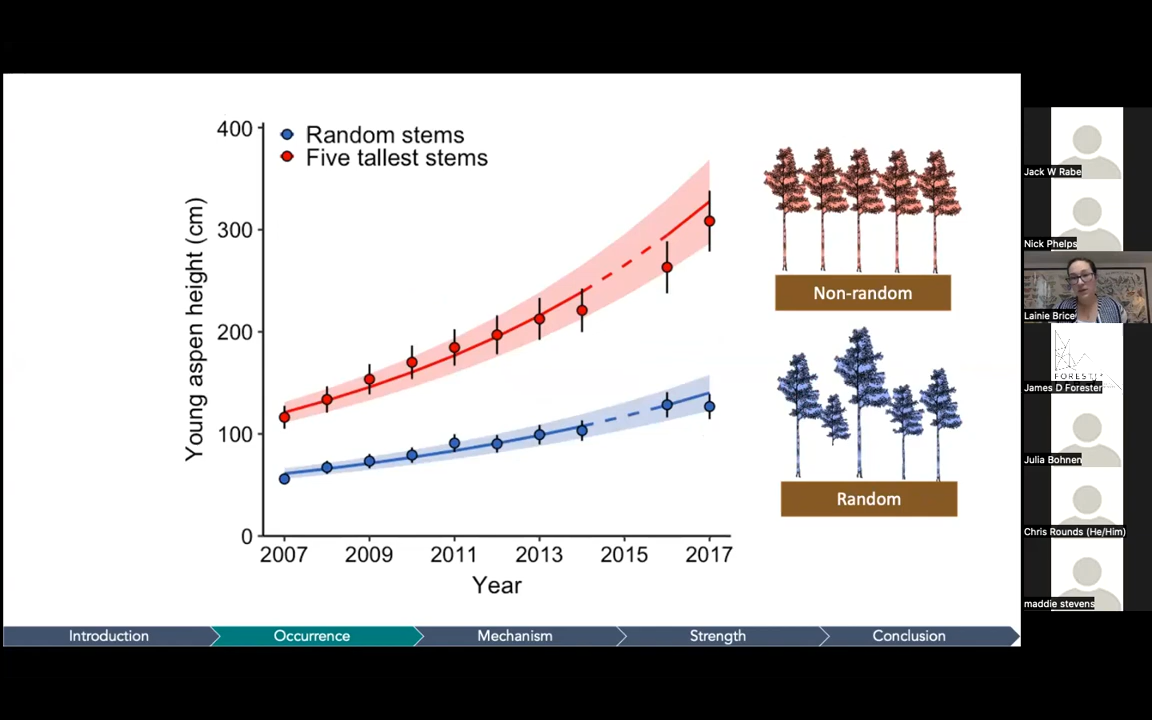 400
Random stems
Five tallest stems
300
200
100
0
Young aspen height (cm)
2007 2009 2011 2013 2015 2017
Year
Non-random
Random
Introduction
Occurrence
Mechanism
Strength
Conclusion
Jack W Rabe
Nick Phelps
Lainie Brice
FOREST
James D Forester
Julia Bohnen
Chris Rounds (He/Him)
maddie stevens